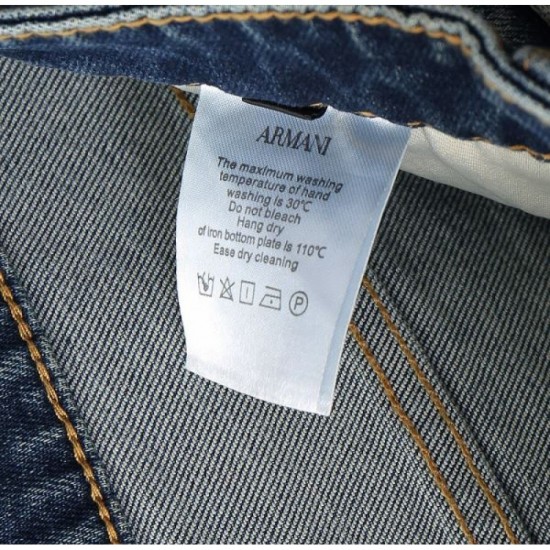 ARMANI
The maximum washing
temperature of hand
washing is 30℃
Do not bleach
Hang dry
of iron bottom plate is 110℃
Ease dry cleaning
P